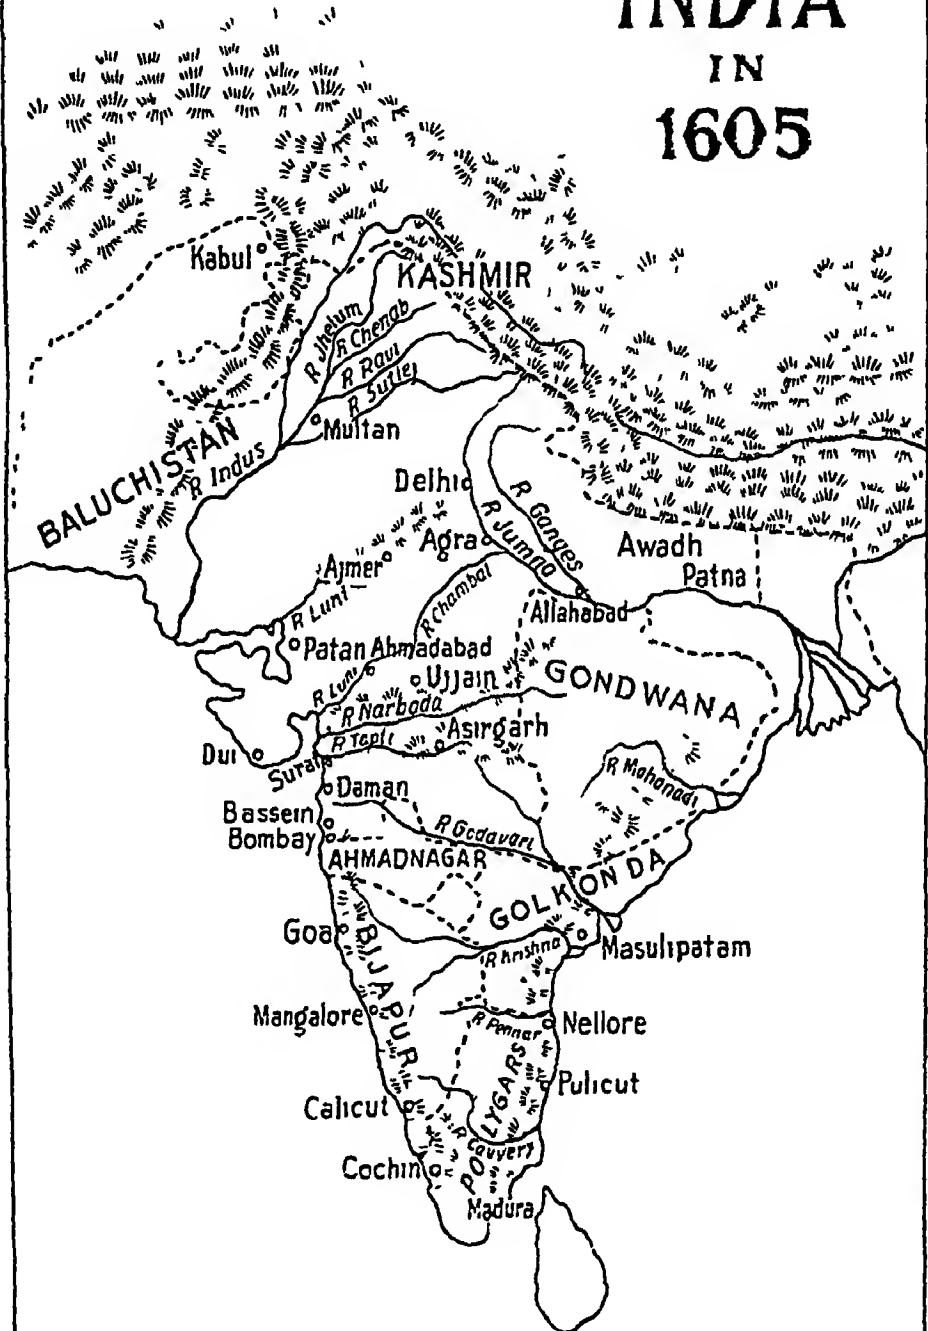 INDIA
IN
1605
Kabul
KASHMIR
R Jhelum
R Chenab
R Ravi
R Sutlej
Multan
BALUCHISTAN
R Indus
Delhi
R Ganges
R Jumna
Agra
Awadh
Ajmer
Patna
R Luni
R Chambal
Allahabad
Patan
Ahmadabad
R Luni
Ujjain
GONDWANA
R Narbada
Asirgarh
R Tapti
Diu
Surat
R Mahanadi
Daman
Bassein
Bombay
R Godavari
AHMADNAGAR
GOLKONDA
Goa
BIJAPUR
Masulipatam
R Krishna
Mangalore
R Pennar
Nellore
POLYGARS
Pulicut
Calicut
R Cauvery
Cochin
Madura